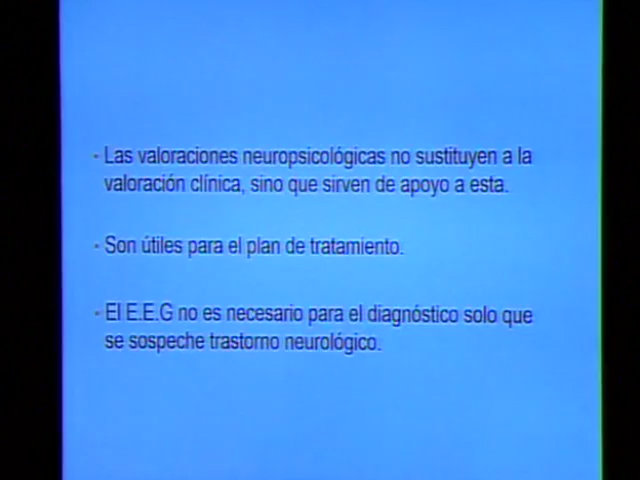 - Las valoraciones neuropsicológicas no sustituyen a la
valoración clínica, sino que sirven de apoyo a esta.
- Son útiles para el plan de tratamiento.
- El E.E.G no es necesario para el diagnóstico solo que
se sospeche trastorno neurológico.